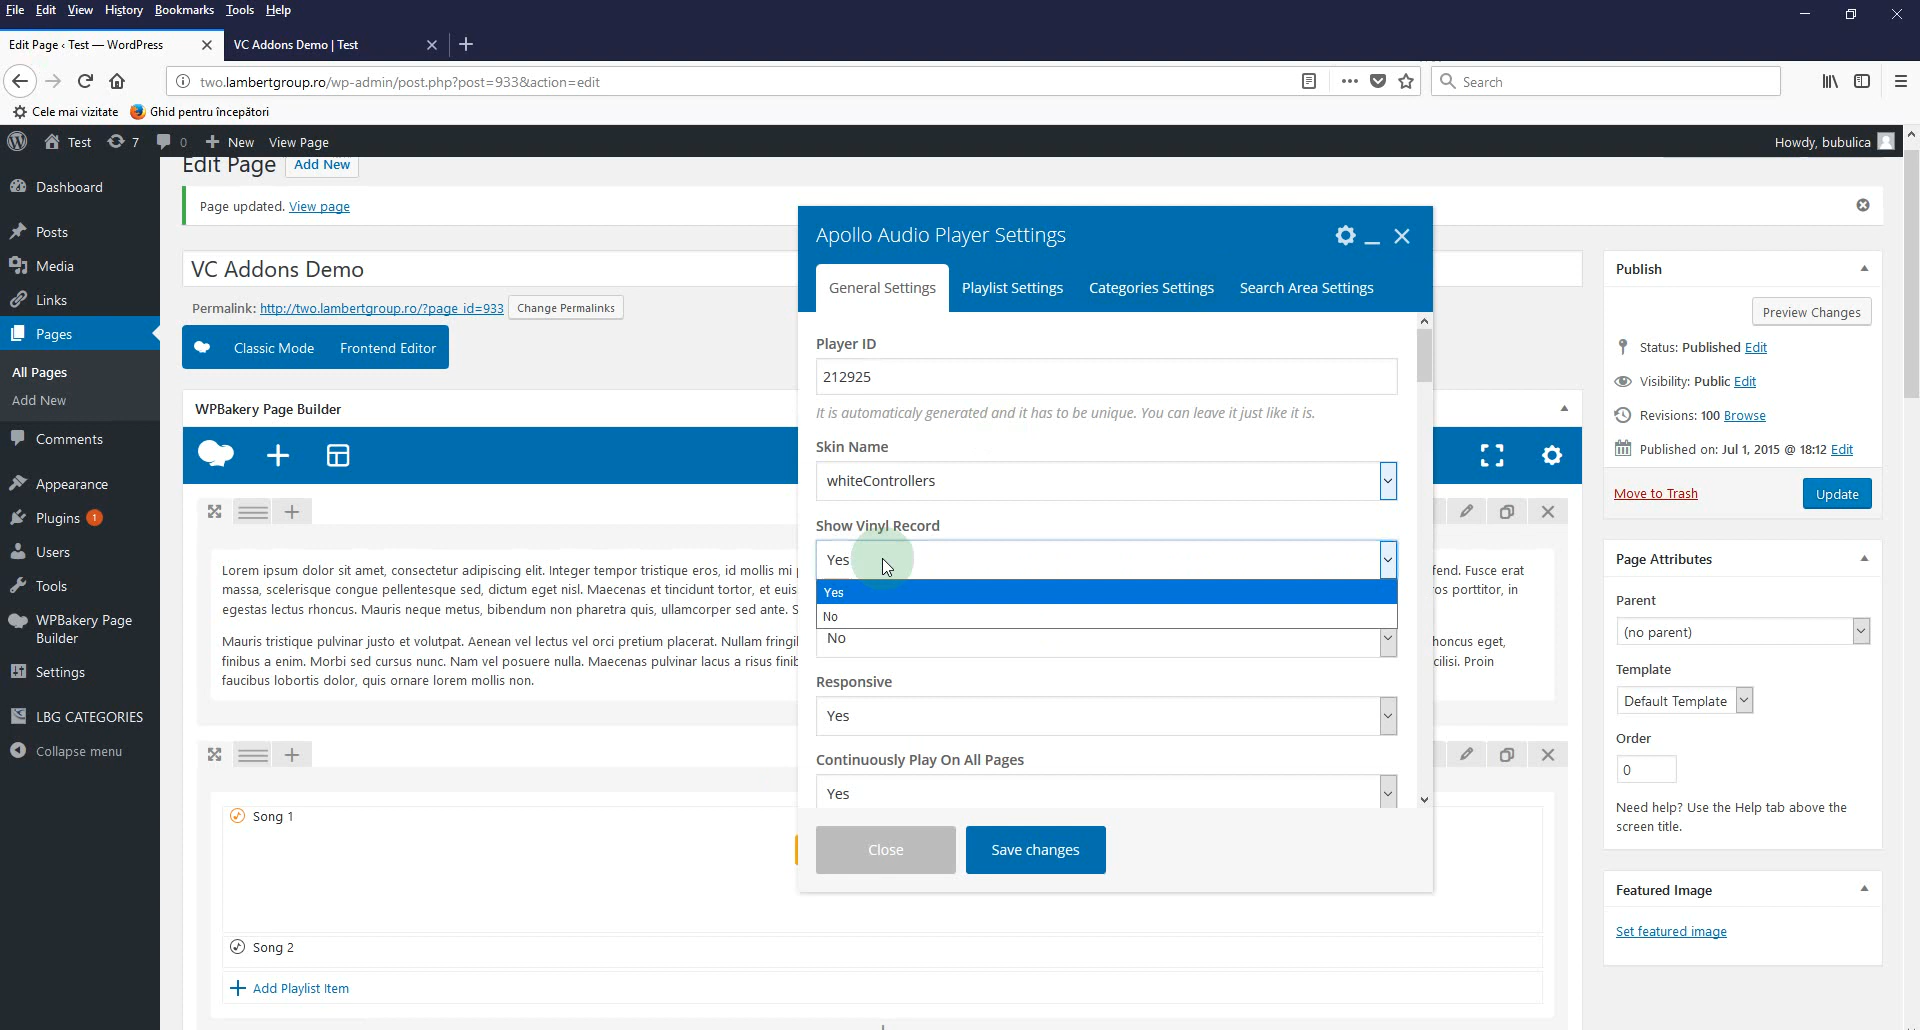 File Edit View History Bookmarks Tools Help
Edit Page ‹ Test — WordPress
VC Addons Demo | Test
two.lambertgroup.ro/wp-admin/post.php?post=933&action=edit
Search
Cele mai vizitate
Ghid pentru începători
Test 7 0 New View Page
Howdy, bubulica
Edit Page Add New
Page updated. View page
Dashboard
Posts
Media
Links
Pages
All Pages
Add New
Comments
Appearance
Plugins 1
Users
Tools
WPBakery Page
Builder
Settings
LBG CATEGORIES
Collapse menu
VC Addons Demo
Permalink: http://two.lambertgroup.ro/?page_id=933 Change Permalinks
Classic Mode Frontend Editor
WPBakery Page Builder
Lorem ipsum dolor sit amet, consectetur adipiscing elit. Integer tempor tristique eros, id mollis mi
massa, scelerisque congue pellentesque sed, dictum eget nisl. Maecenas et tincidunt tortor, et euis
egestas lectus rhoncus. Mauris neque metus, bibendum non pharetra quis, ullamcorper sed ante. S
Mauris tristique pulvinar justo et volutpat. Aenean vel lectus vel orci pretium placerat. Nullam fringil
finibus a enim. Morbi sed cursus nunc. Nam vel posuere nulla. Maecenas pulvinar lacus a risus finib
faucibus lobortis dolor, quis ornare lorem mollis non.
fend. Fusce erat
os porttitor, in
honcus eget,
cilisi. Proin
Song 1
Song 2
Add Playlist Item
Apollo Audio Player Settings
General Settings Playlist Settings Categories Settings Search Area Settings
Player ID
212925
It is automaticaly generated and it has to be unique. You can leave it just like it is.
Skin Name
whiteControllers
Show Vinyl Record
Yes
Yes
No
No
Responsive
Yes
Continuously Play On All Pages
Yes
Close Save changes
Publish
Preview Changes
Status: Published Edit
Visibility: Public Edit
Revisions: 100 Browse
Published on: Jul 1, 2015 @ 18:12 Edit
Move to Trash Update
Page Attributes
Parent
(no parent)
Template
Default Template
Order
0
Need help? Use the Help tab above the
screen title.
Featured Image
Set featured image